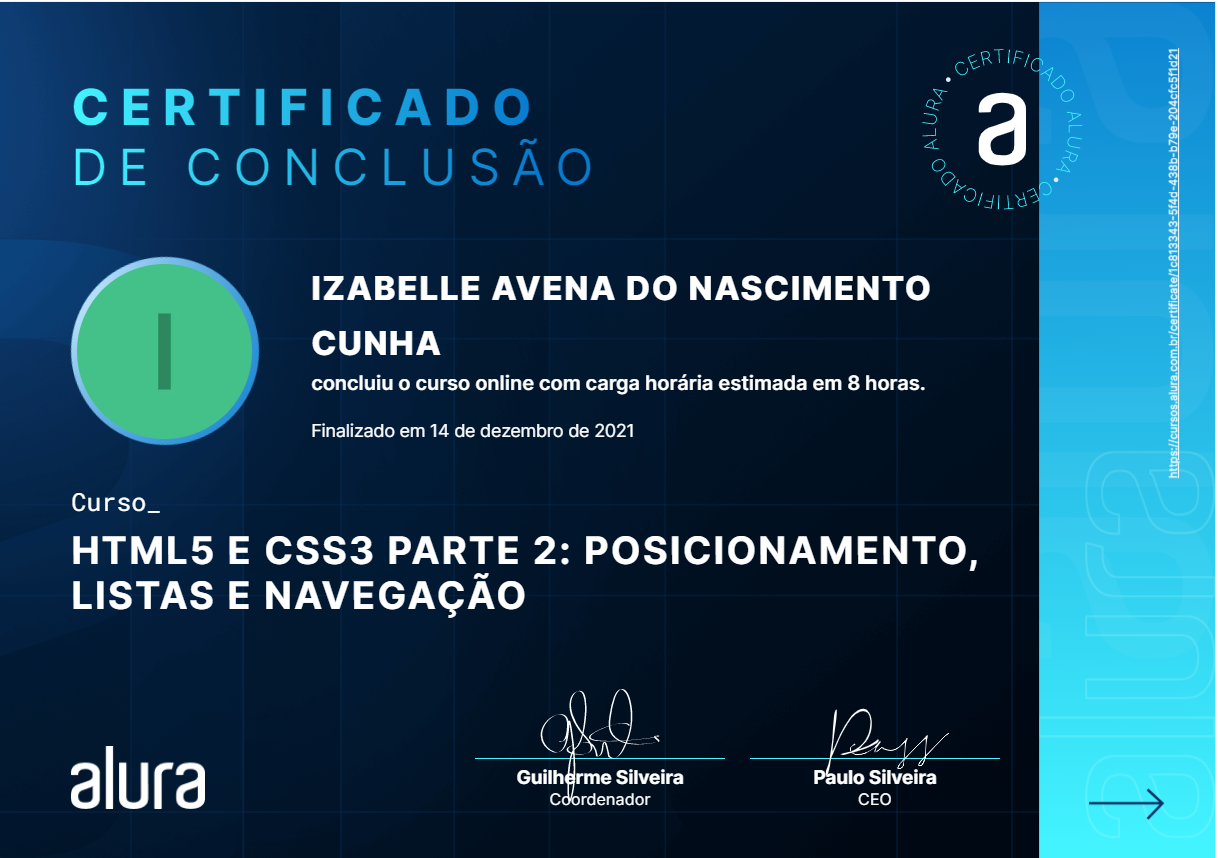 CERTIFICADO
DE CONCLUSÃO
CERTIFICADO ALURA • CERTIFICADO ALURA •
a
I
IZABELLE AVENA DO NASCIMENTO
CUNHA
concluiu o curso online com carga horária estimada em 8 horas.
Finalizado em 14 de dezembro de 2021
Curso_
HTML5 E CSS3 PARTE 2: POSICIONAMENTO,
LISTAS E NAVEGAÇÃO
alura
Guilherme Silveira
Coordenador
Paulo Silveira
CEO
https://cursos.alura.com.br/certificate/1c813343-5f4d-438b-b79e-204cfc5f1d21
alura